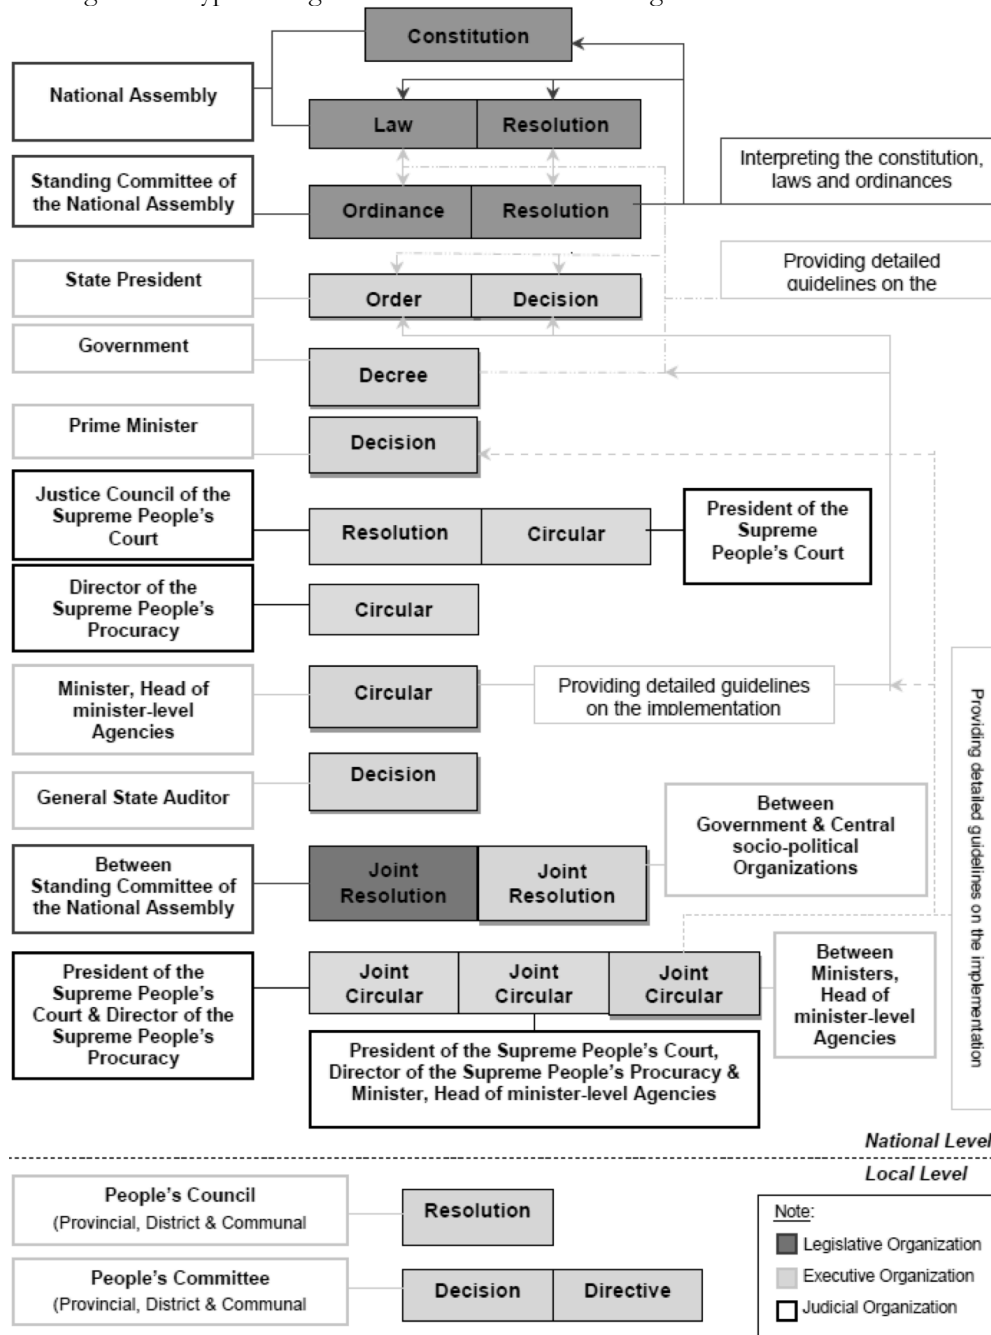 Constitution
National Assembly
Law
Resolution
Interpreting the constitution,
laws and ordinances
Standing Committee of
the National Assembly
Ordinance
Resolution
State President
Order
Decision
Providing detailed
guidelines on the
Government
Decree
Prime Minister
Decision
Justice Council of the
Supreme People's
Court
Resolution
Circular
President of the
Supreme
People's Court
Director of the
Supreme People's
Procuracy
Circular
Minister, Head of
minister-level
Agencies
Circular
Providing detailed guidelines
on the implementation
Providing detailed guidelines on the implementation
General State Auditor
Decision
Between
Government & Central
socio-political
Organizations
Between
Standing Committee of
the National Assembly
Joint
Resolution
Joint
Resolution
President of the
Supreme People's
Court & Director of the
Supreme People's
Procuracy
Joint
Circular
Joint
Circular
Joint
Circular
Between
Ministers,
Head of
minister-level
Agencies
President of the Supreme People's Court,
Director of the Supreme People's Procuracy &
Minister, Head of minister-level Agencies
National Level
Local Level
People's Council
(Provincial, District & Communal
Resolution
People's Committee
(Provincial, District & Communal
Decision
Directive
Note:
Legislative Organization
Executive Organization
Judicial Organization